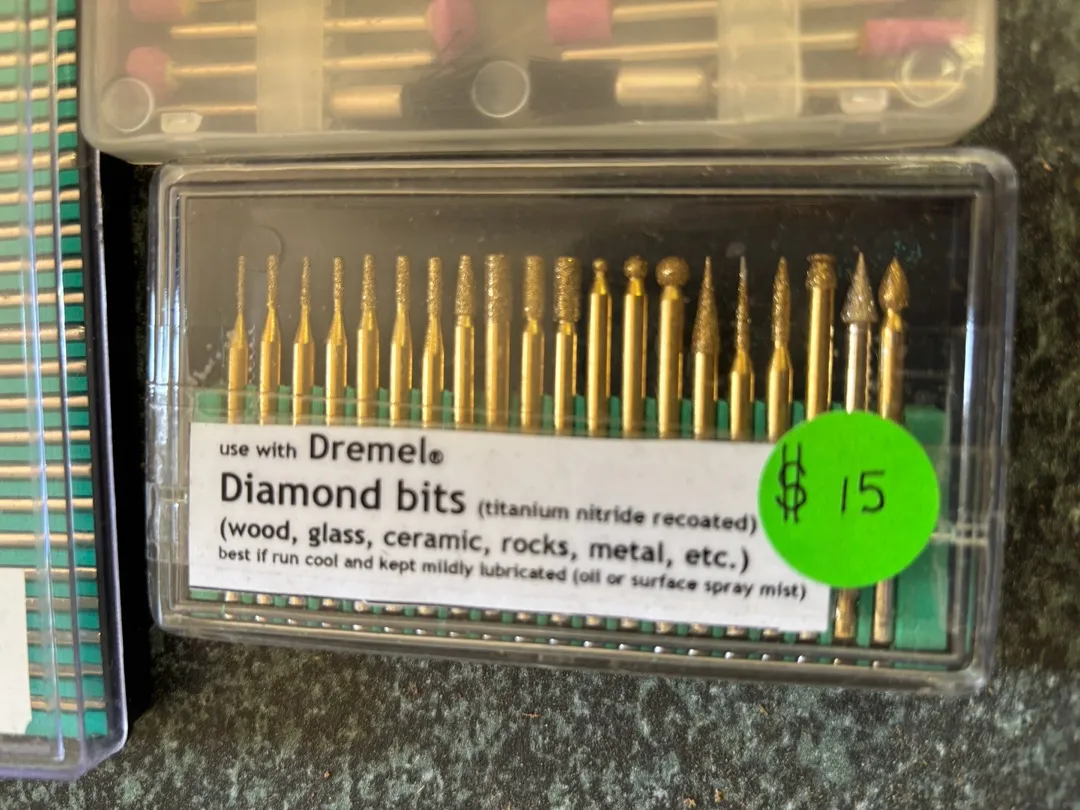 use with Dremel®
Diamond bits (titanium nitride recoated)
(wood, glass, ceramic, rocks, metal, etc.)
best if run cool and kept mildly lubricated (oil or surface spray mist)
$ 15